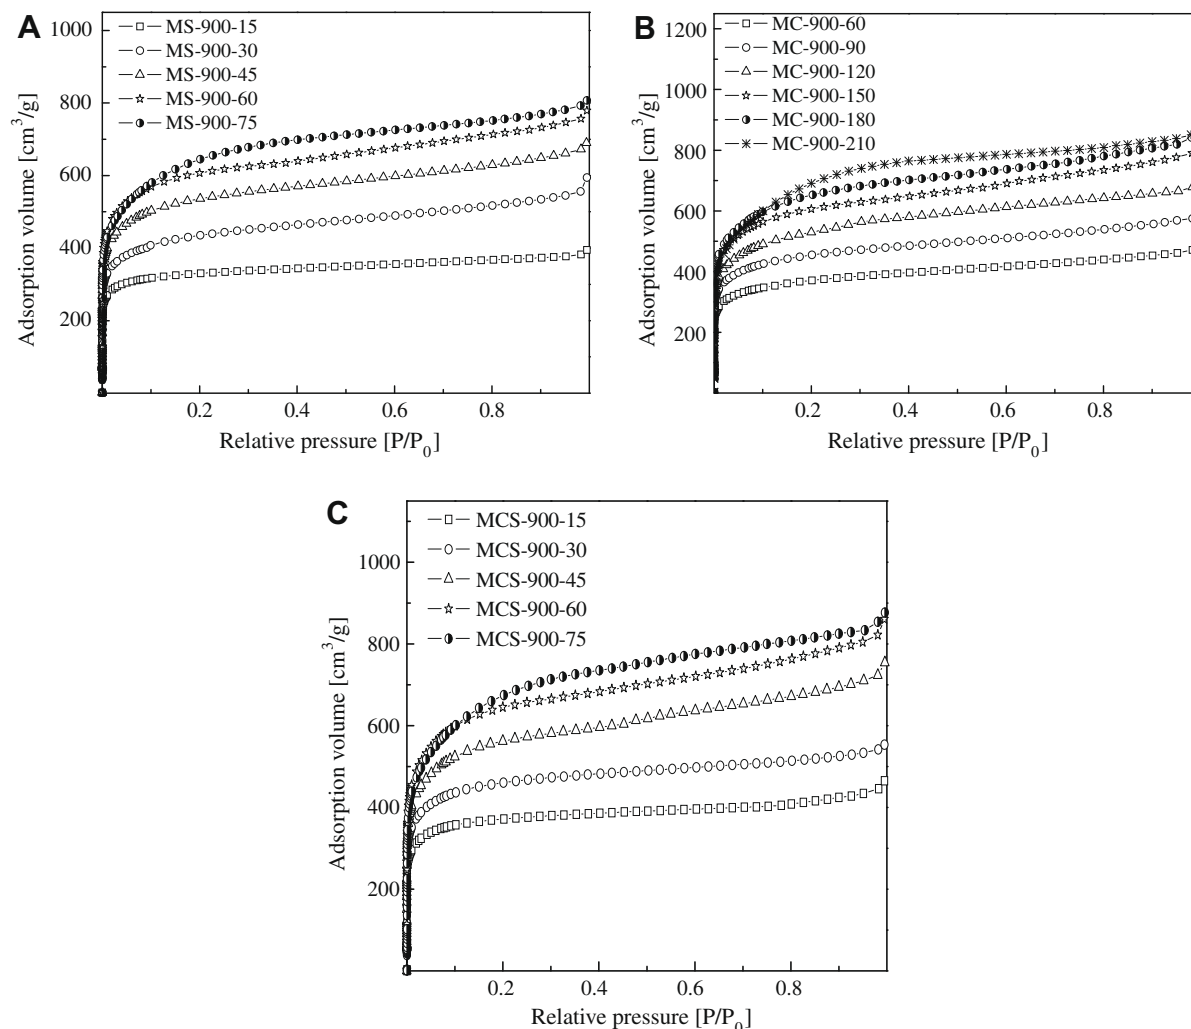 A
MS-900-15
MS-900-30
MS-900-45
MS-900-60
MS-900-75
1000
800
600
400
200
0.2
0.4
0.6
0.8
Adsorption volume [cm³/g]
Relative pressure [P/P₀]
B
MC-900-60
MC-900-90
MC-900-120
MC-900-150
MC-900-180
MC-900-210
1200
1000
800
600
400
200
0.2
0.4
0.6
0.8
Adsorption volume [cm³/g]
Relative pressure [P/P₀]
C
MCS-900-15
MCS-900-30
MCS-900-45
MCS-900-60
MCS-900-75
1000
800
600
400
200
0.2
0.4
0.6
0.8
Adsorption volume [cm³/g]
Relative pressure [P/P₀]